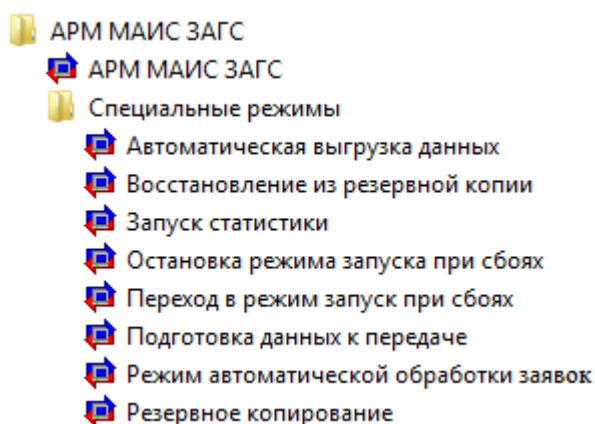 АРМ МАИС ЗАГС
АРМ МАИС ЗАГС
Специальные режимы
Автоматическая выгрузка данных
Восстановление из резервной копии
Запуск статистики
Остановка режима запуска при сбоях
Переход в режим запуск при сбоях
Подготовка данных к передаче
Режим автоматической обработки заявок
Резервное копирование